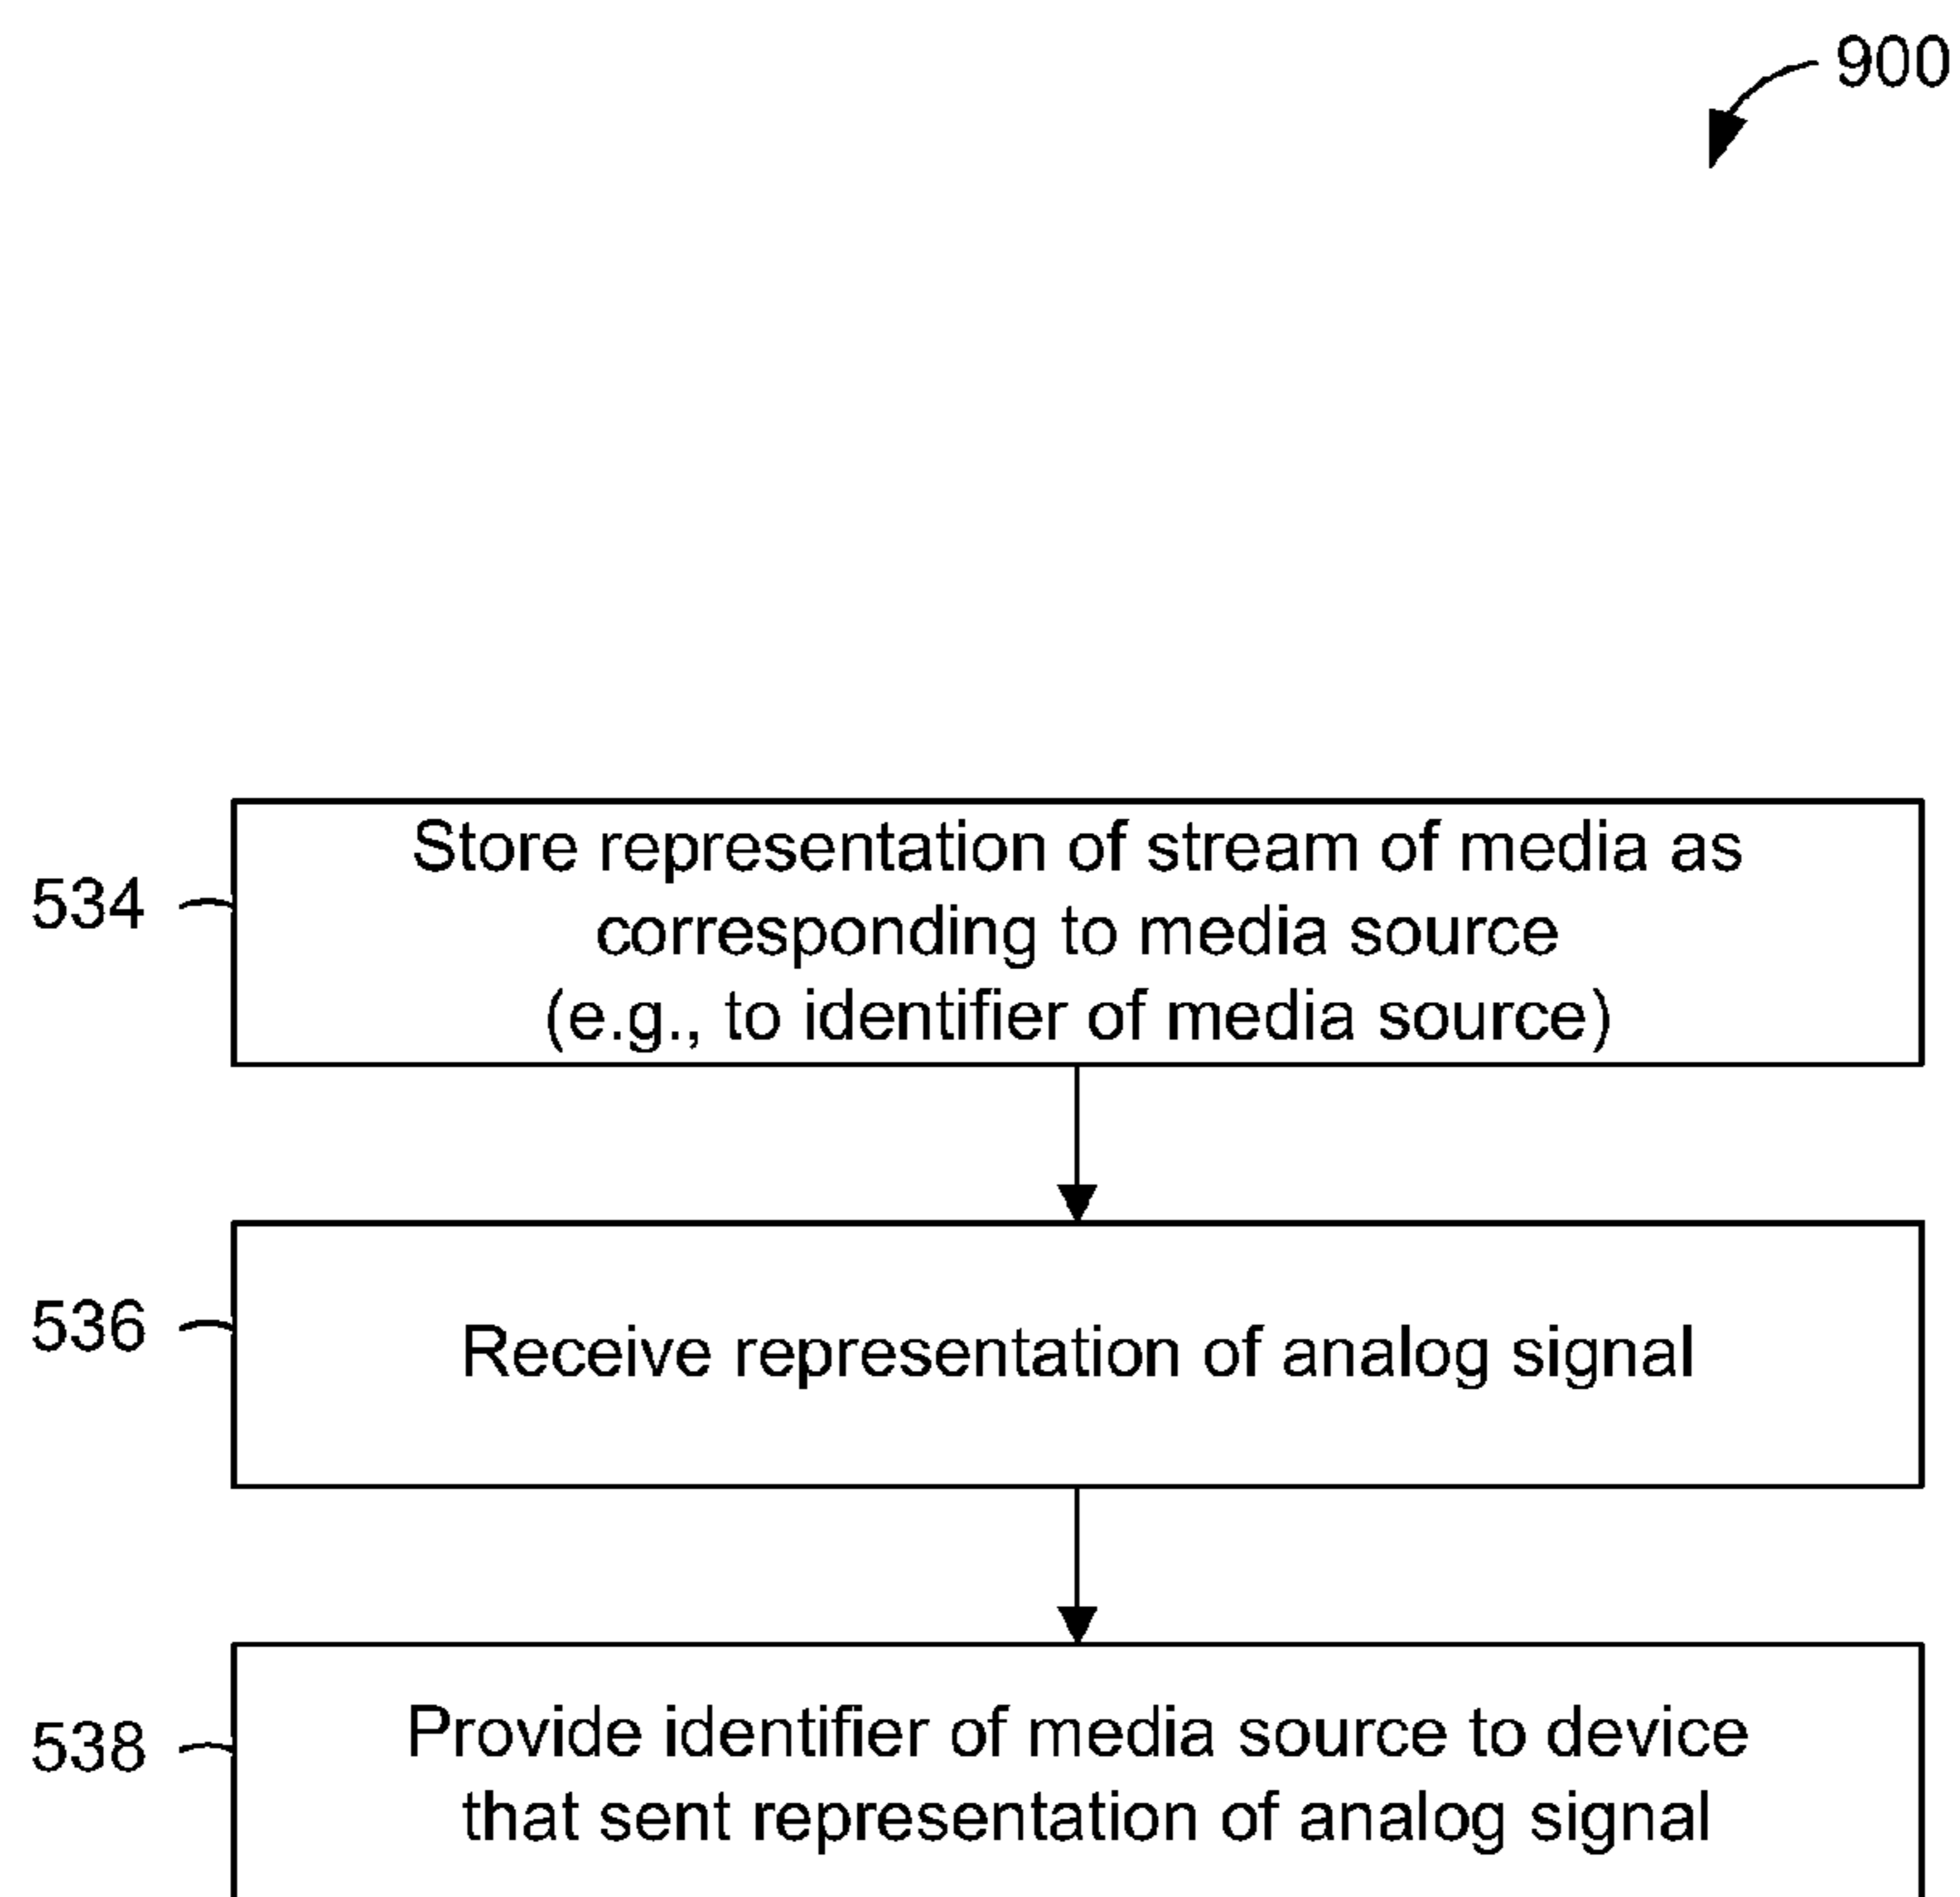 900
534
Store representation of stream of media as
corresponding to media source
(e.g., to identifier of media source)
536
Receive representation of analog signal
538
Provide identifier of media source to device
that sent representation of analog signal